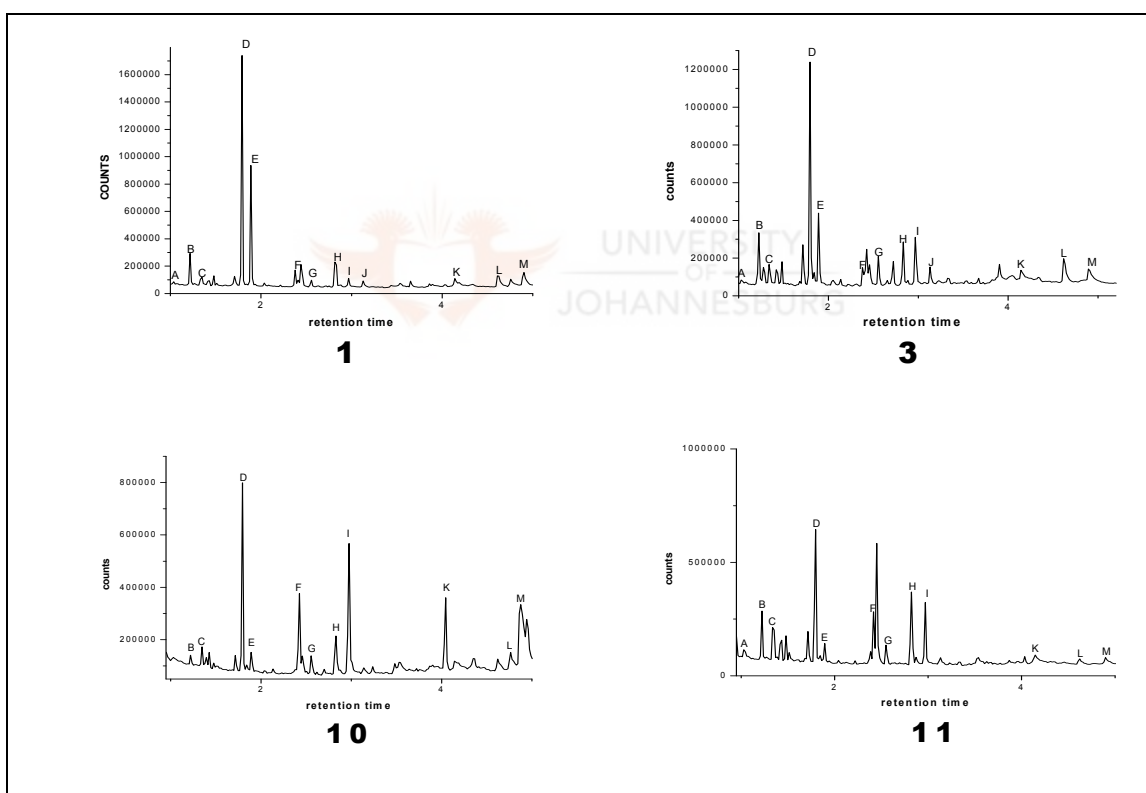 D
1600000
1400000
1200000
COUNTS
1000000
E
800000
600000
400000
B
200000
A
C
F
G
H
I
J
K
L
M
0
2
4
retention time
1
D
1200000
1000000
counts
800000
600000
E
400000
B
I
H
200000
A
C
F
G
J
K
L
M
0
2
4
retention time
3
UNIVERSITY
OF
JOHANNESBURG
D
800000
I
600000
counts
F
K
400000
M
H
200000
B
C
E
G
L
2
4
retention time
10
1000000
D
counts
500000
B
F
H
I
C
A
E
G
K
L
M
0
2
4
retention time
11